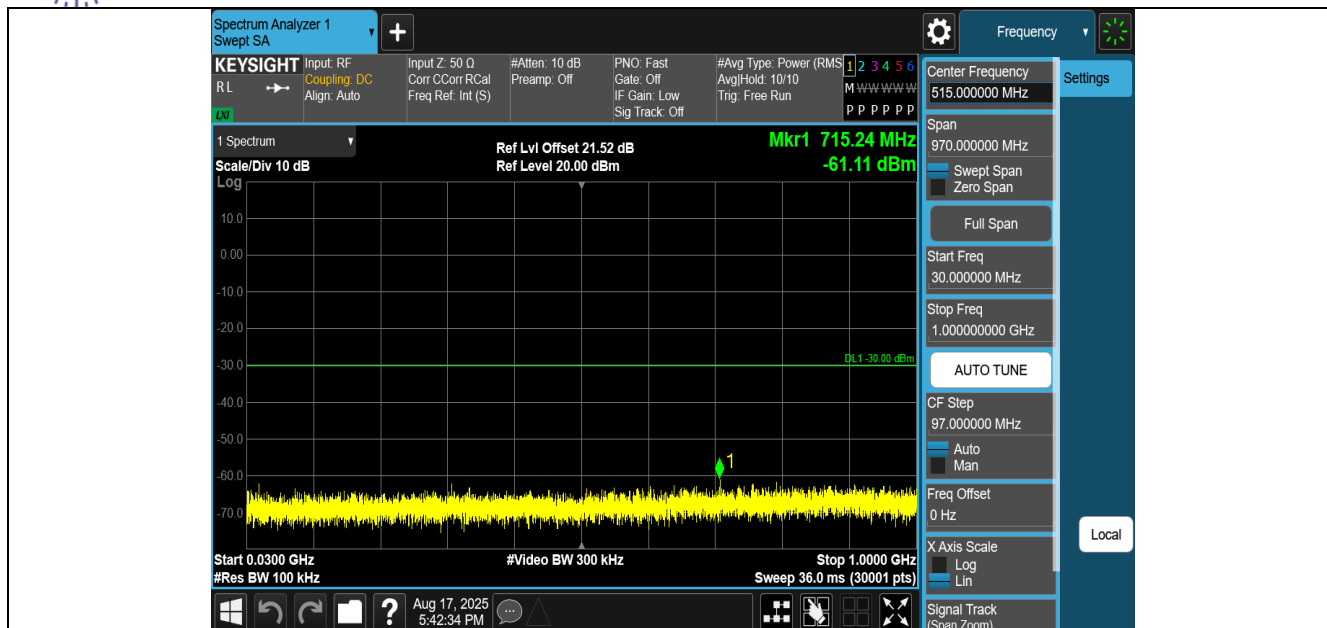 Spectrum Analyzer 1
Swept SA
+
Frequency
KEYSIGHT
RL
LXI
Input: RF
Coupling: DC
Align: Auto
Input Z: 50 Ω
Corr CCorr RCal
Freq Ref: Int (S)
#Atten: 10 dB
Preamp: Off
PNO: Fast
Gate: Off
IF Gain: Low
Sig Track: Off
#Avg Type: Power (RMS
Avg|Hold: 10/10
Trig: Free Run
1 2 3 4 5 6
M W W W W W
P P P P P P
1 Spectrum
Scale/Div 10 dB
Ref Lvl Offset 21.52 dB
Ref Level 20.00 dBm
Mkr1 715.24 MHz
-61.11 dBm
Log
10.0
0.00
-10.0
-20.0
-30.0
-40.0
-50.0
-60.0
-70.0
DL1 -30.00 dBm
1
Start 0.0300 GHz
#Res BW 100 kHz
#Video BW 300 kHz
Stop 1.0000 GHz
Sweep 36.0 ms (30001 pts)
?
Aug 17, 2025
5:42:34 PM
Center Frequency
515.000000 MHz
Span
970.000000 MHz
Swept Span
Zero Span
Full Span
Start Freq
30.000000 MHz
Stop Freq
1.000000000 GHz
AUTO TUNE
CF Step
97.000000 MHz
Auto
Man
Freq Offset
0 Hz
X Axis Scale
Log
Lin
Signal Track
(Span Zoom)
Settings
Local